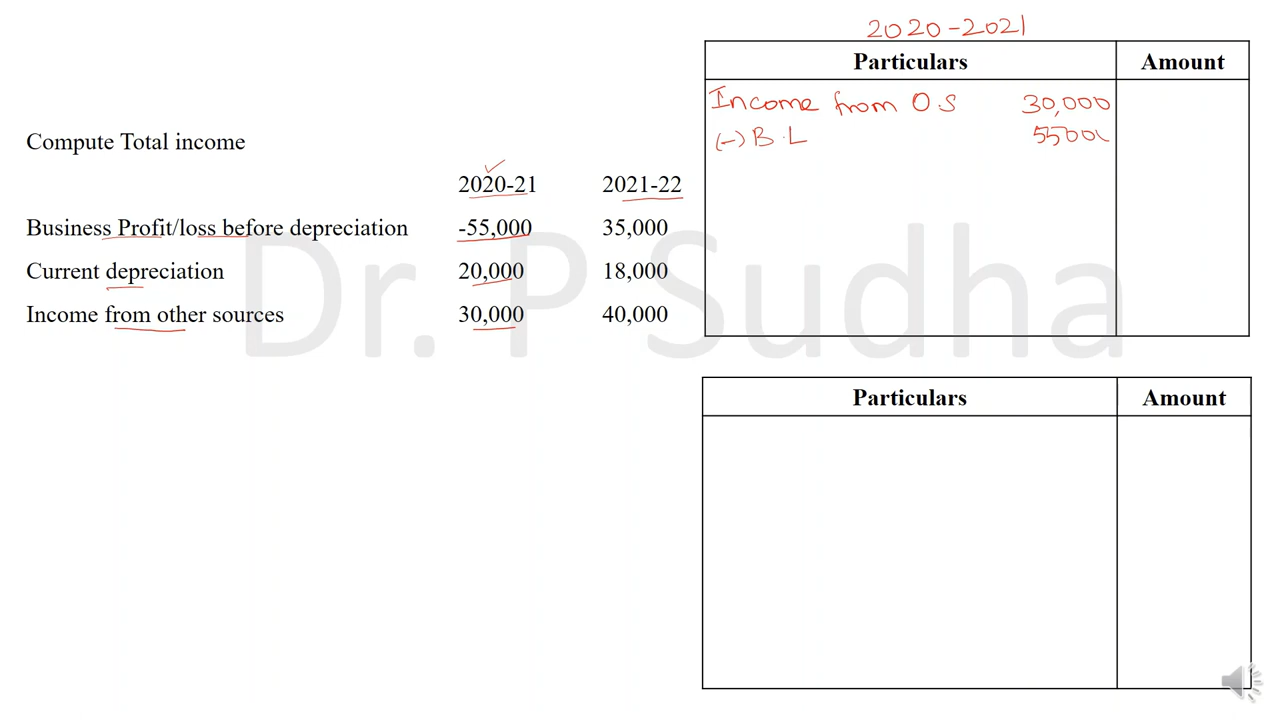 2020-2021
Particulars Amount
Income from O.S 30,000
(-) B.L 55000
Compute Total income
2020-21 2021-22
Business Profit/loss before depreciation -55,000 35,000
Current depreciation 20,000 18,000
Income from other sources 30,000 40,000
Dr. P Sudha
Particulars Amount